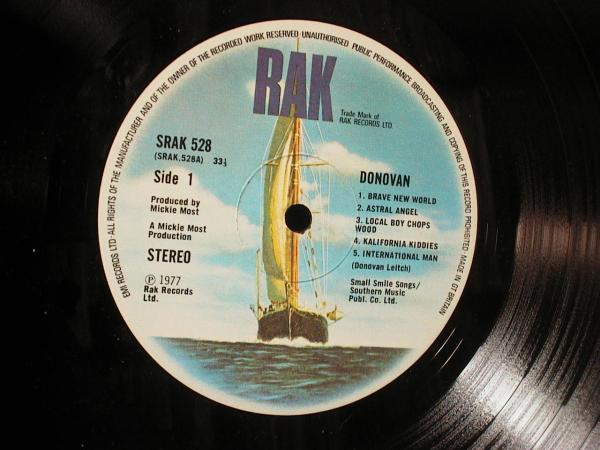 EMI RECORDS LTD · ALL RIGHTS OF THE MANUFACTURER AND OF THE OWNER OF THE RECORDED WORK RESERVED · UNAUTHORISED PUBLIC PERFORMANCE BROADCASTING AND COPYING OF THIS RECORD PROHIBITED · MADE IN GT BRITAIN
RAK
Trade Mark of
RAK RECORDS LTD.
SRAK 528
(SRAK.528A) 33⅓
Side 1
Produced by
Mickie Most
A Mickie Most
Production
STEREO
℗ 1977
Rak Records
Ltd.
DONOVAN
1. BRAVE NEW WORLD
2. ASTRAL ANGEL
3. LOCAL BOY CHOPS
WOOD
4. KALIFORNIA KIDDIES
5. INTERNATIONAL MAN
(Donovan Leitch)
Small Smile Songs/
Southern Music
Publ. Co. Ltd.